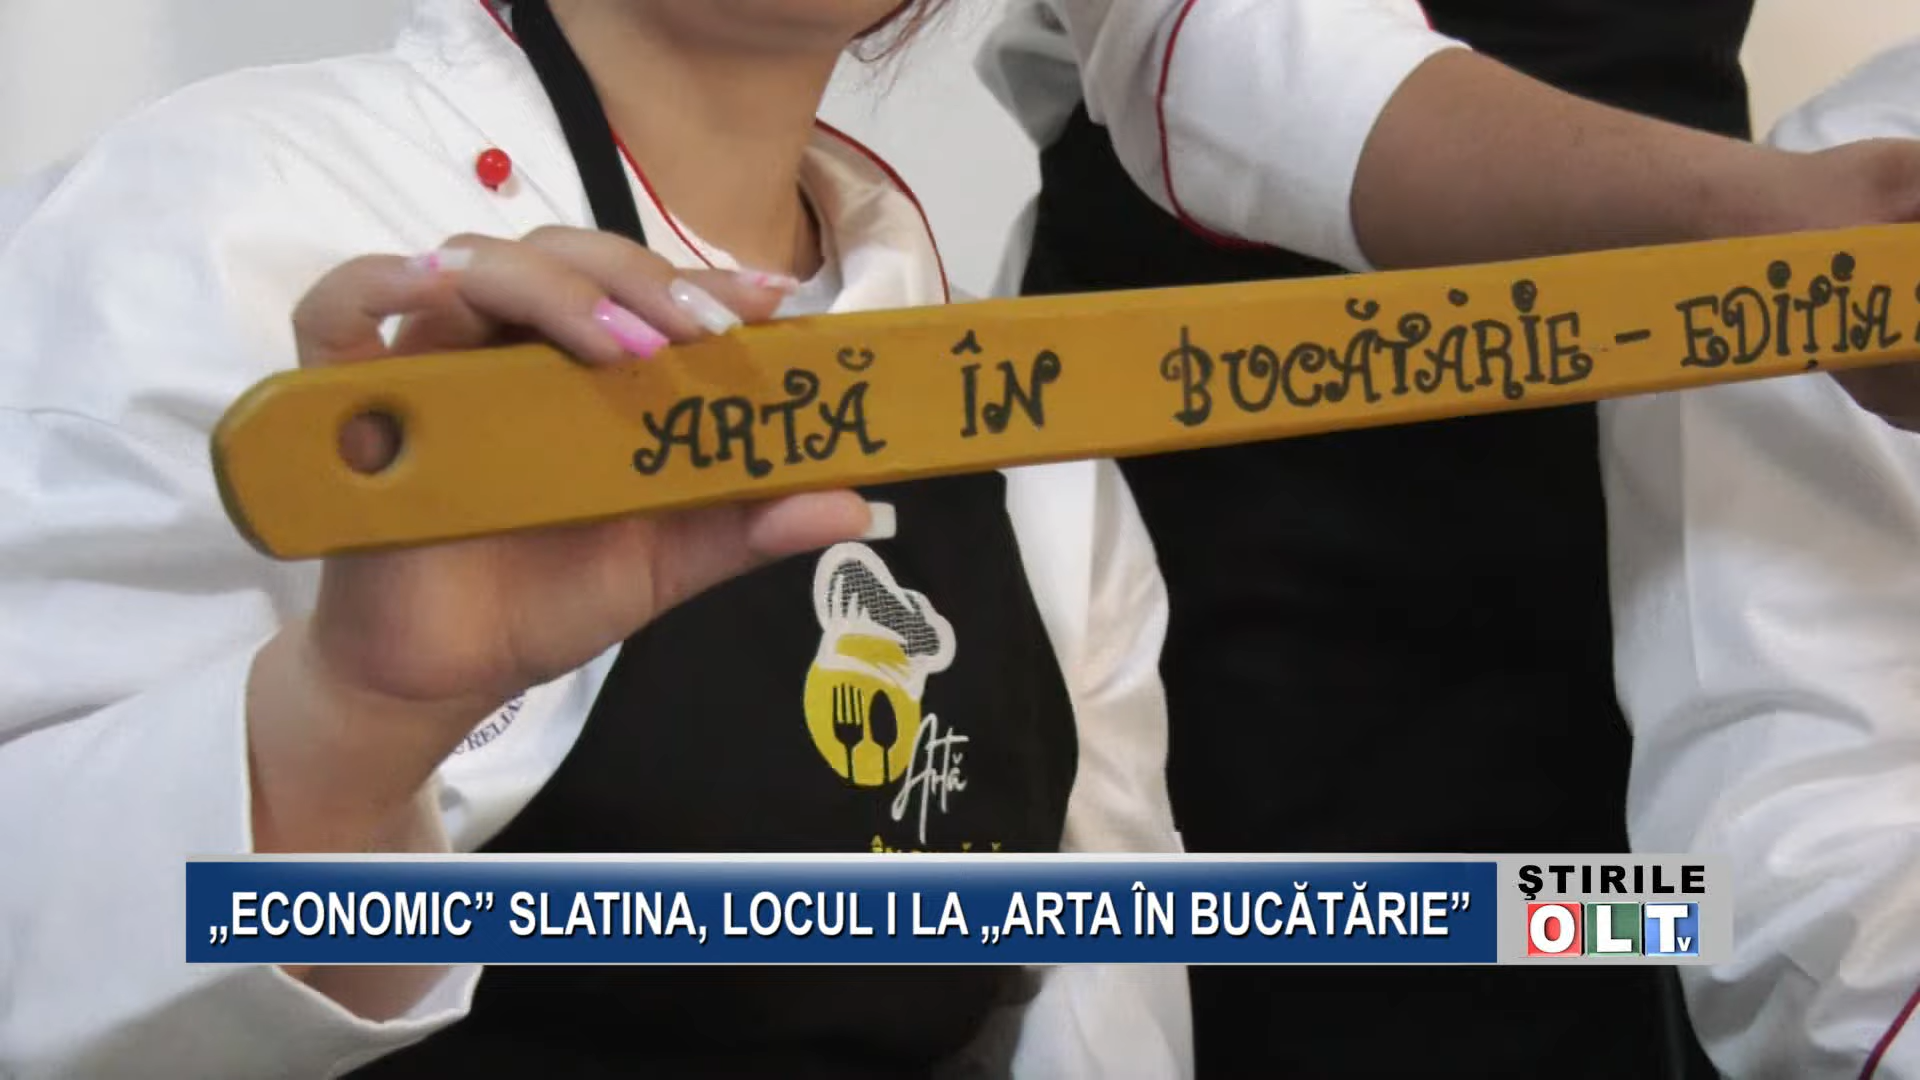 ARTĂ ÎN BUCĂTĂRIE - EDIȚIA
Artă
„ECONOMIC” SLATINA, LOCUL I LA „ARTA ÎN BUCĂTĂRIE”
ŞTIRILE
OLTv